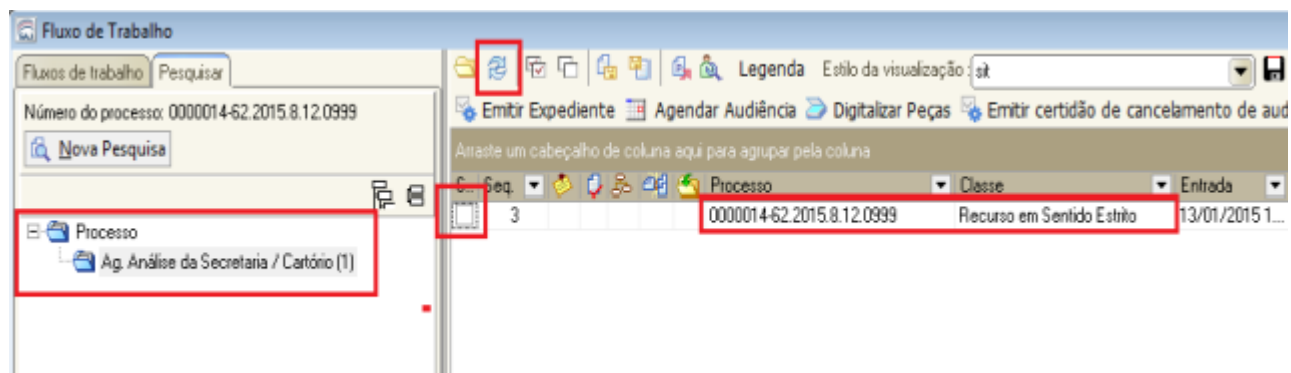 Fluxo de Trabalho
Fluxos de trabalho Pesquisar
Número do processo: 0000014-62.2015.8.12.0999
Nova Pesquisa
Processo
Ag. Análise da Secretaria / Cartório (1)
Legenda Estilo da visualização : sit
Emitir Expediente Agendar Audiência Digitalizar Peças Emitir certidão de cancelamento de aud
Arraste um cabeçalho de coluna aqui para agrupar pela coluna
S... Seq. Processo Classe Entrada
3 0000014-62.2015.8.12.0999 Recurso em Sentido Estrito 13/01/2015 1...